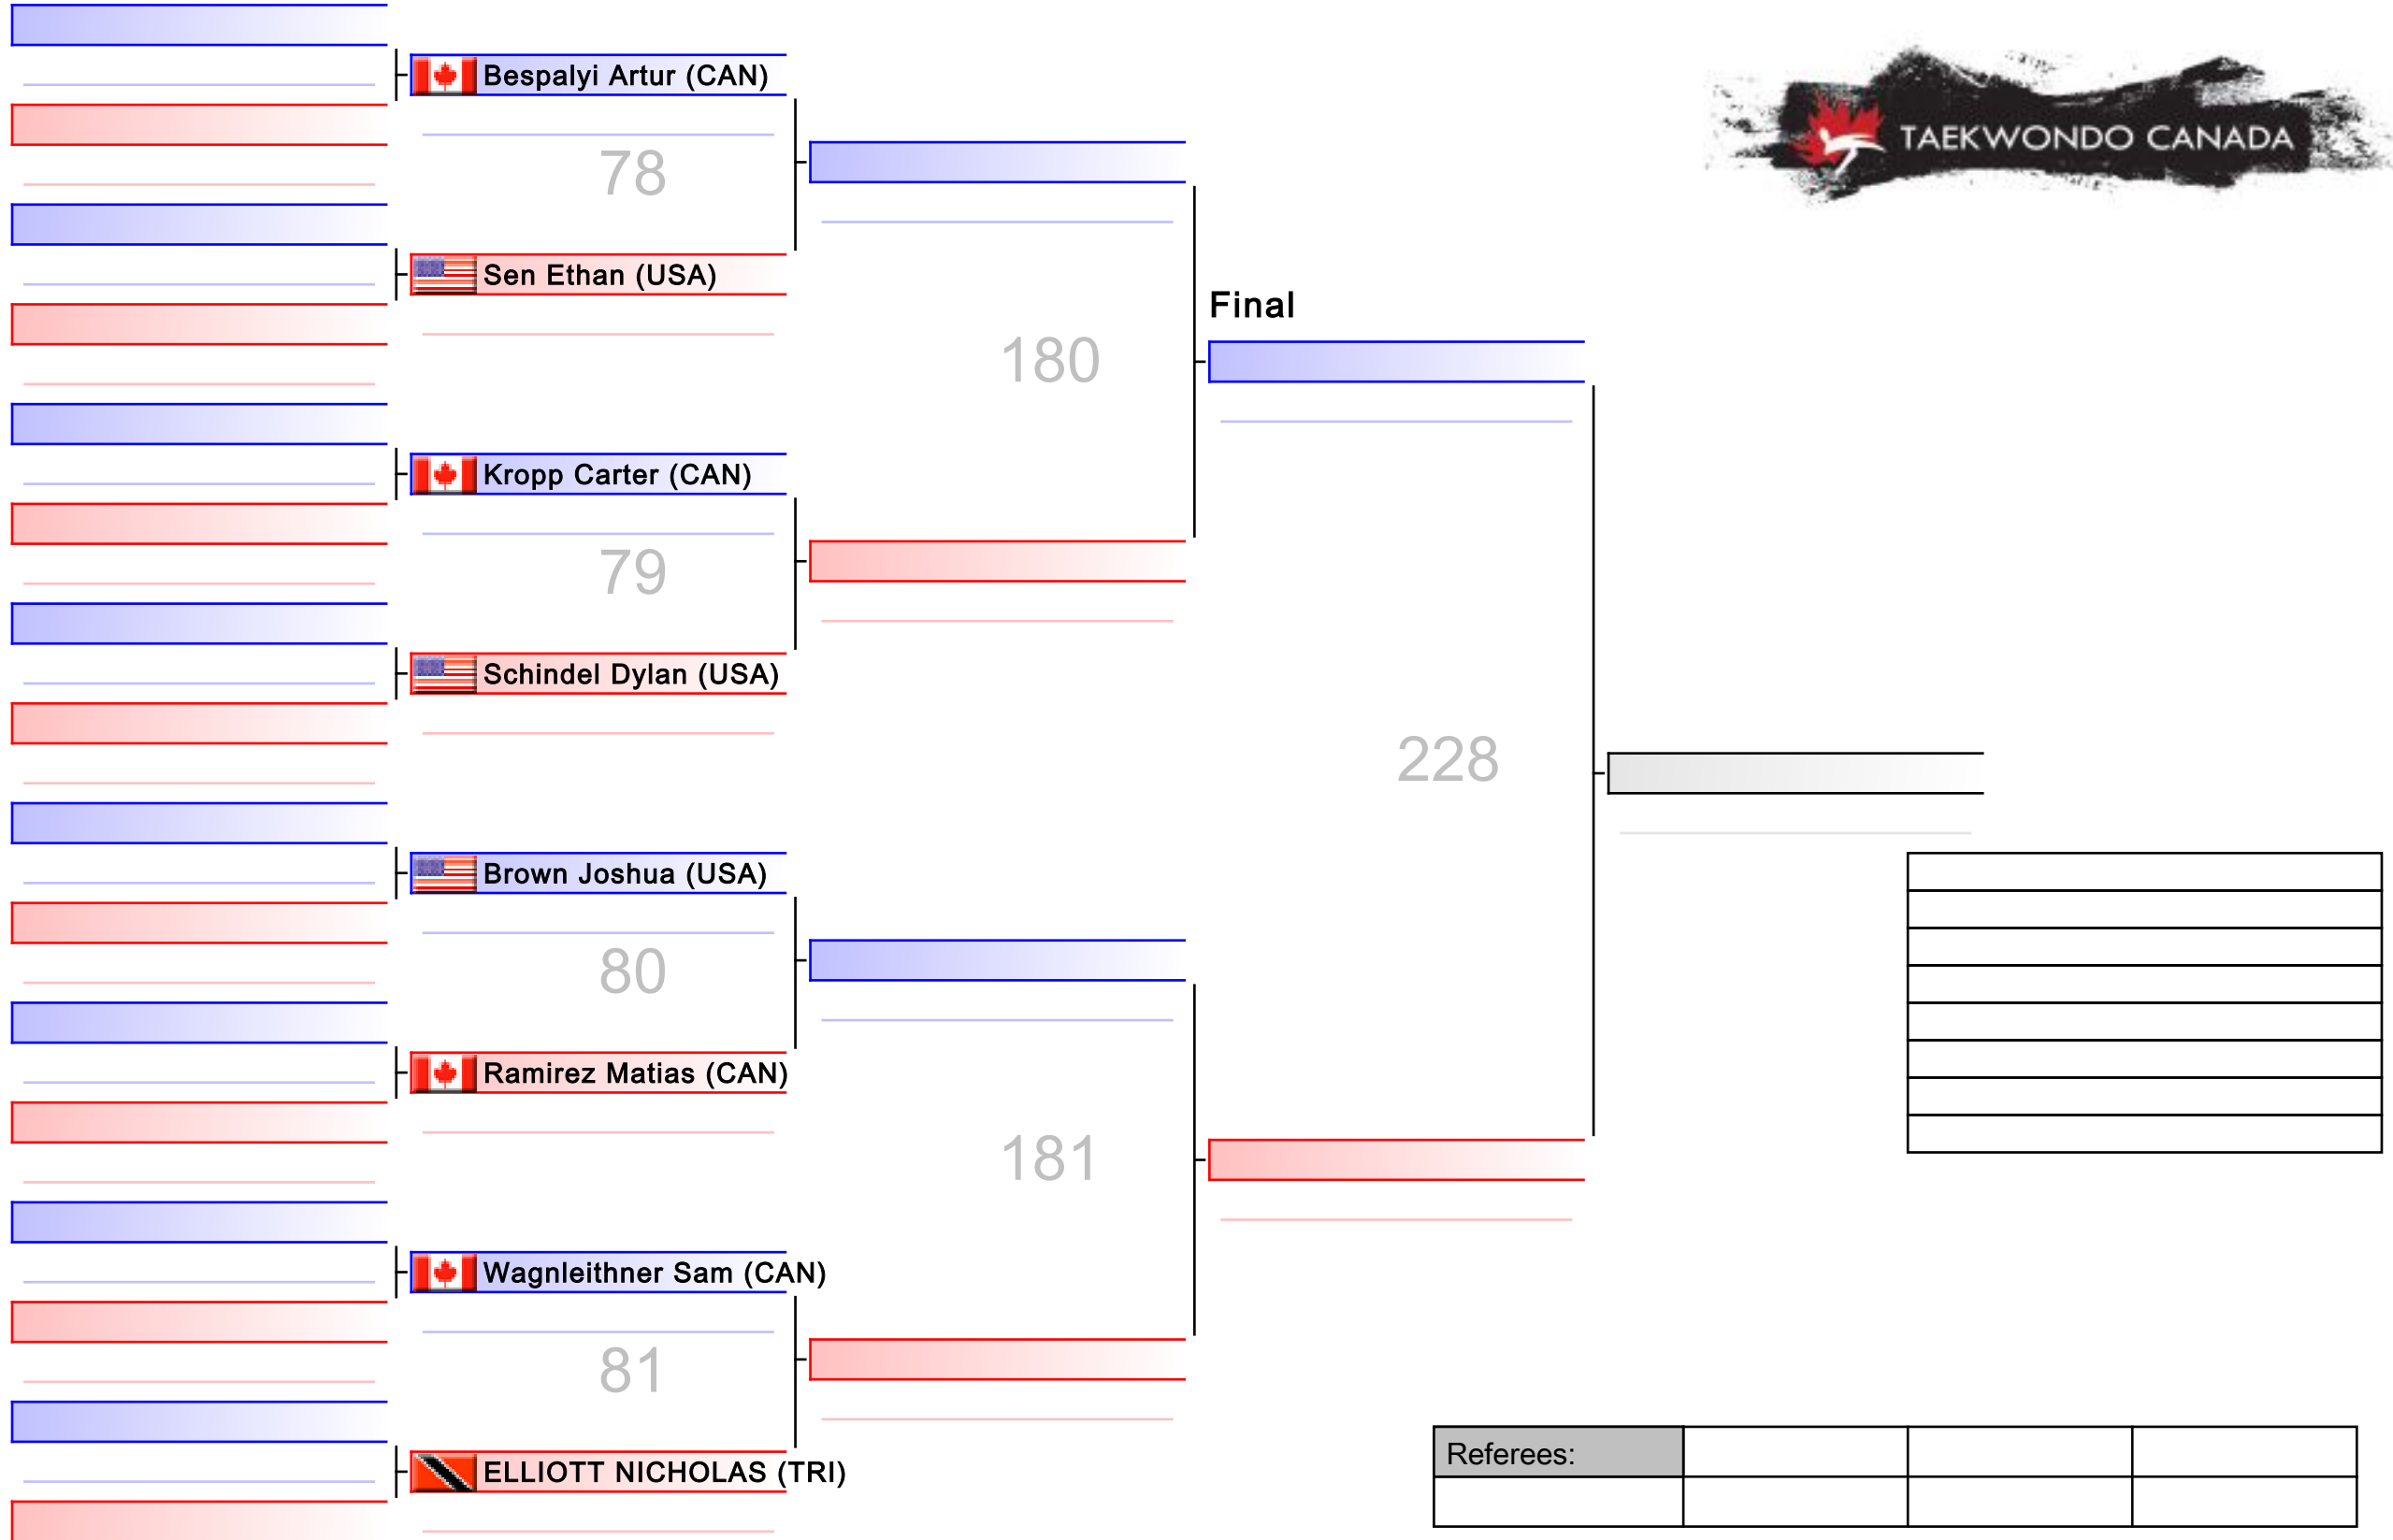 Bespalyi Artur (CAN)
TAEKWONDO CANADA
78
Sen Ethan (USA)
Final
180
Kropp Carter (CAN)
79
Schindel Dylan (USA)
228
Brown Joshua (USA)
80
Ramirez Matias (CAN)
181
Wagnleithner Sam (CAN)
81
Referees:
ELLIOTT NICHOLAS (TRI)